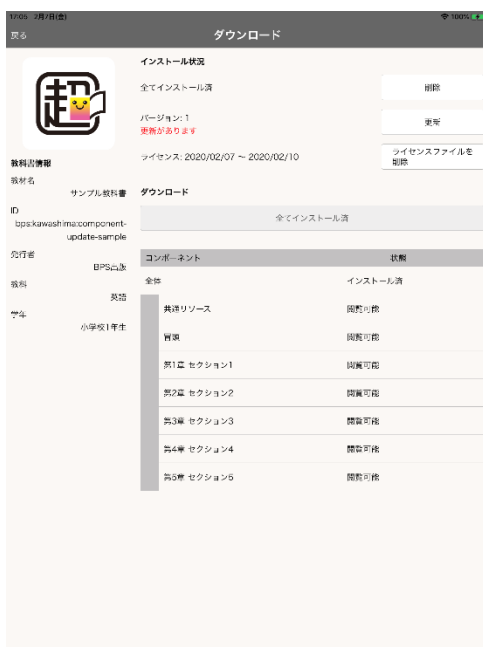 17:05 2月7日(金)
100%
戻る
ダウンロード
超
教科書情報
教材名
サンプル教科書
ID
bps:kawashima:component-
update-sample
発行者
BPS出版
教科
英語
学年
小学校1年生
インストール状況
全てインストール済
削除
バージョン: 1
更新があります
更新
ライセンス: 2020/02/07 〜 2020/02/10
ライセンスファイルを
削除
ダウンロード
全てインストール済
コンポーネント 状態
全体 インストール済
共通リソース 閲覧可能
冒頭 閲覧可能
第1章 セクション1 閲覧可能
第2章 セクション2 閲覧可能
第3章 セクション3 閲覧可能
第4章 セクション4 閲覧可能
第5章 セクション5 閲覧可能